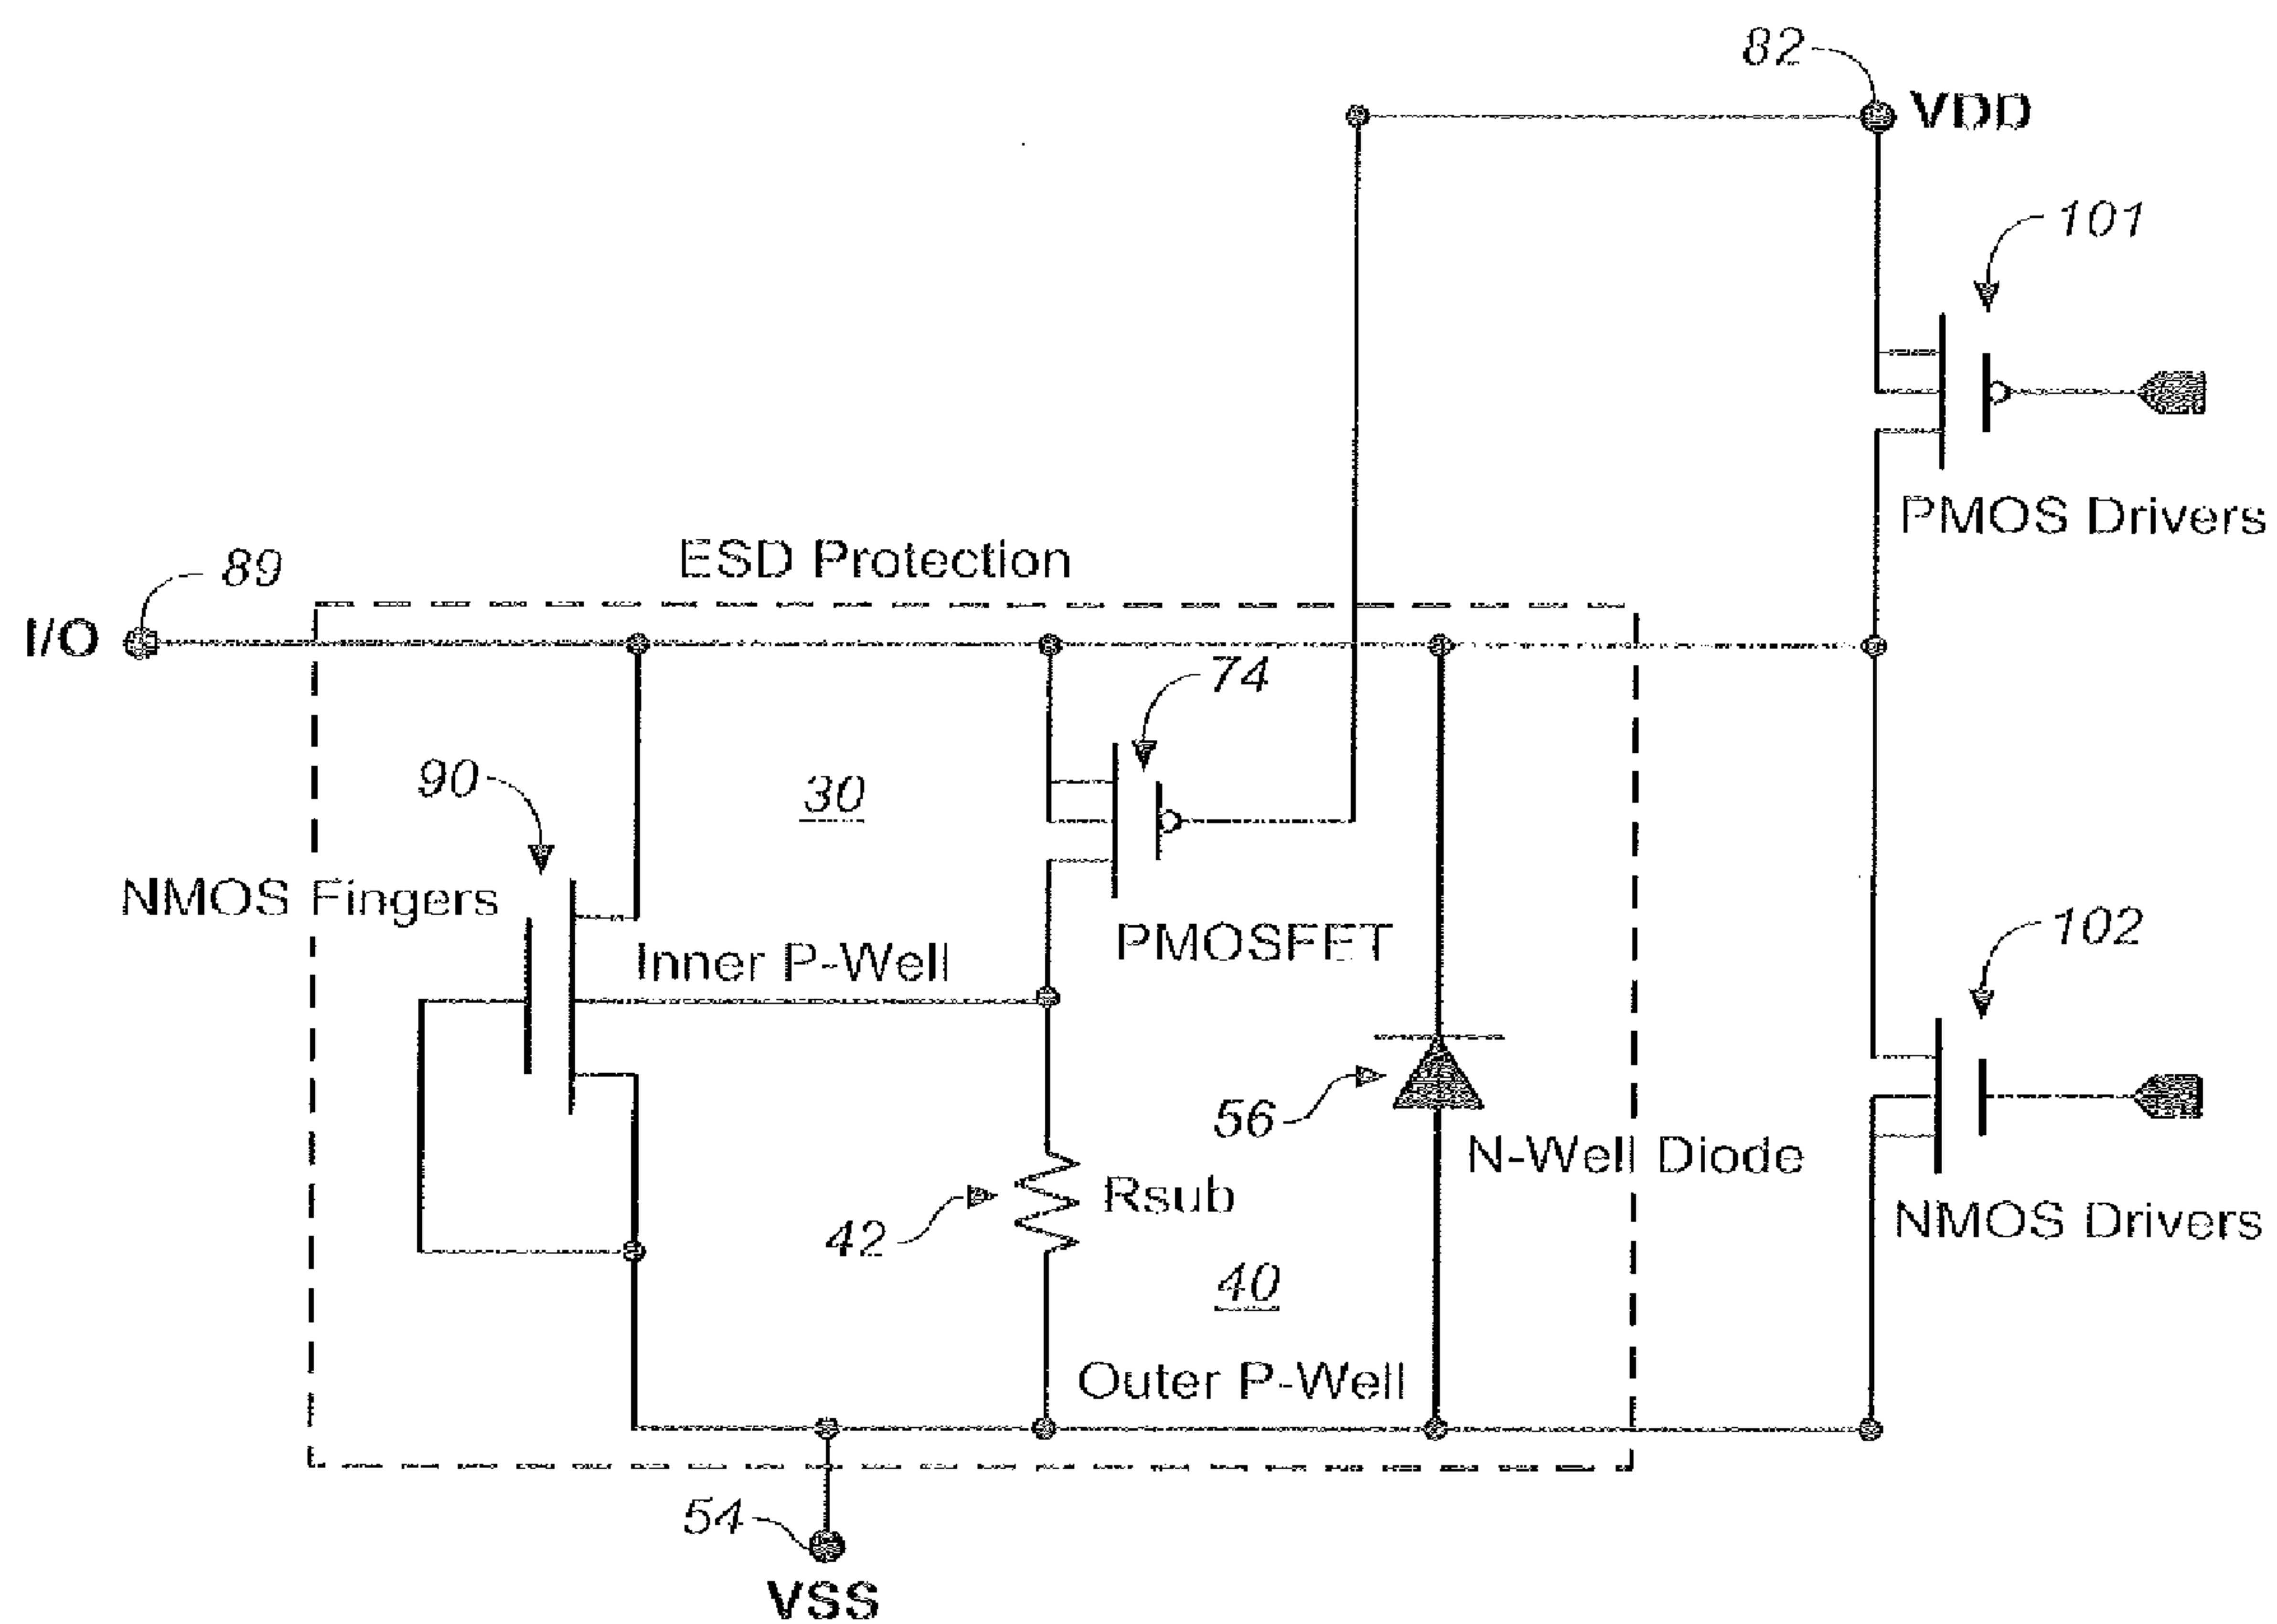 82
VDD
101
PMOS Drivers
ESD Protection
89
I/O
74
90
30
NMOS Fingers
Inner P-Well
PMOSFET
102
56
N-Well Diode
Rsub
42
NMOS Drivers
40
Outer P-Well
54
VSS